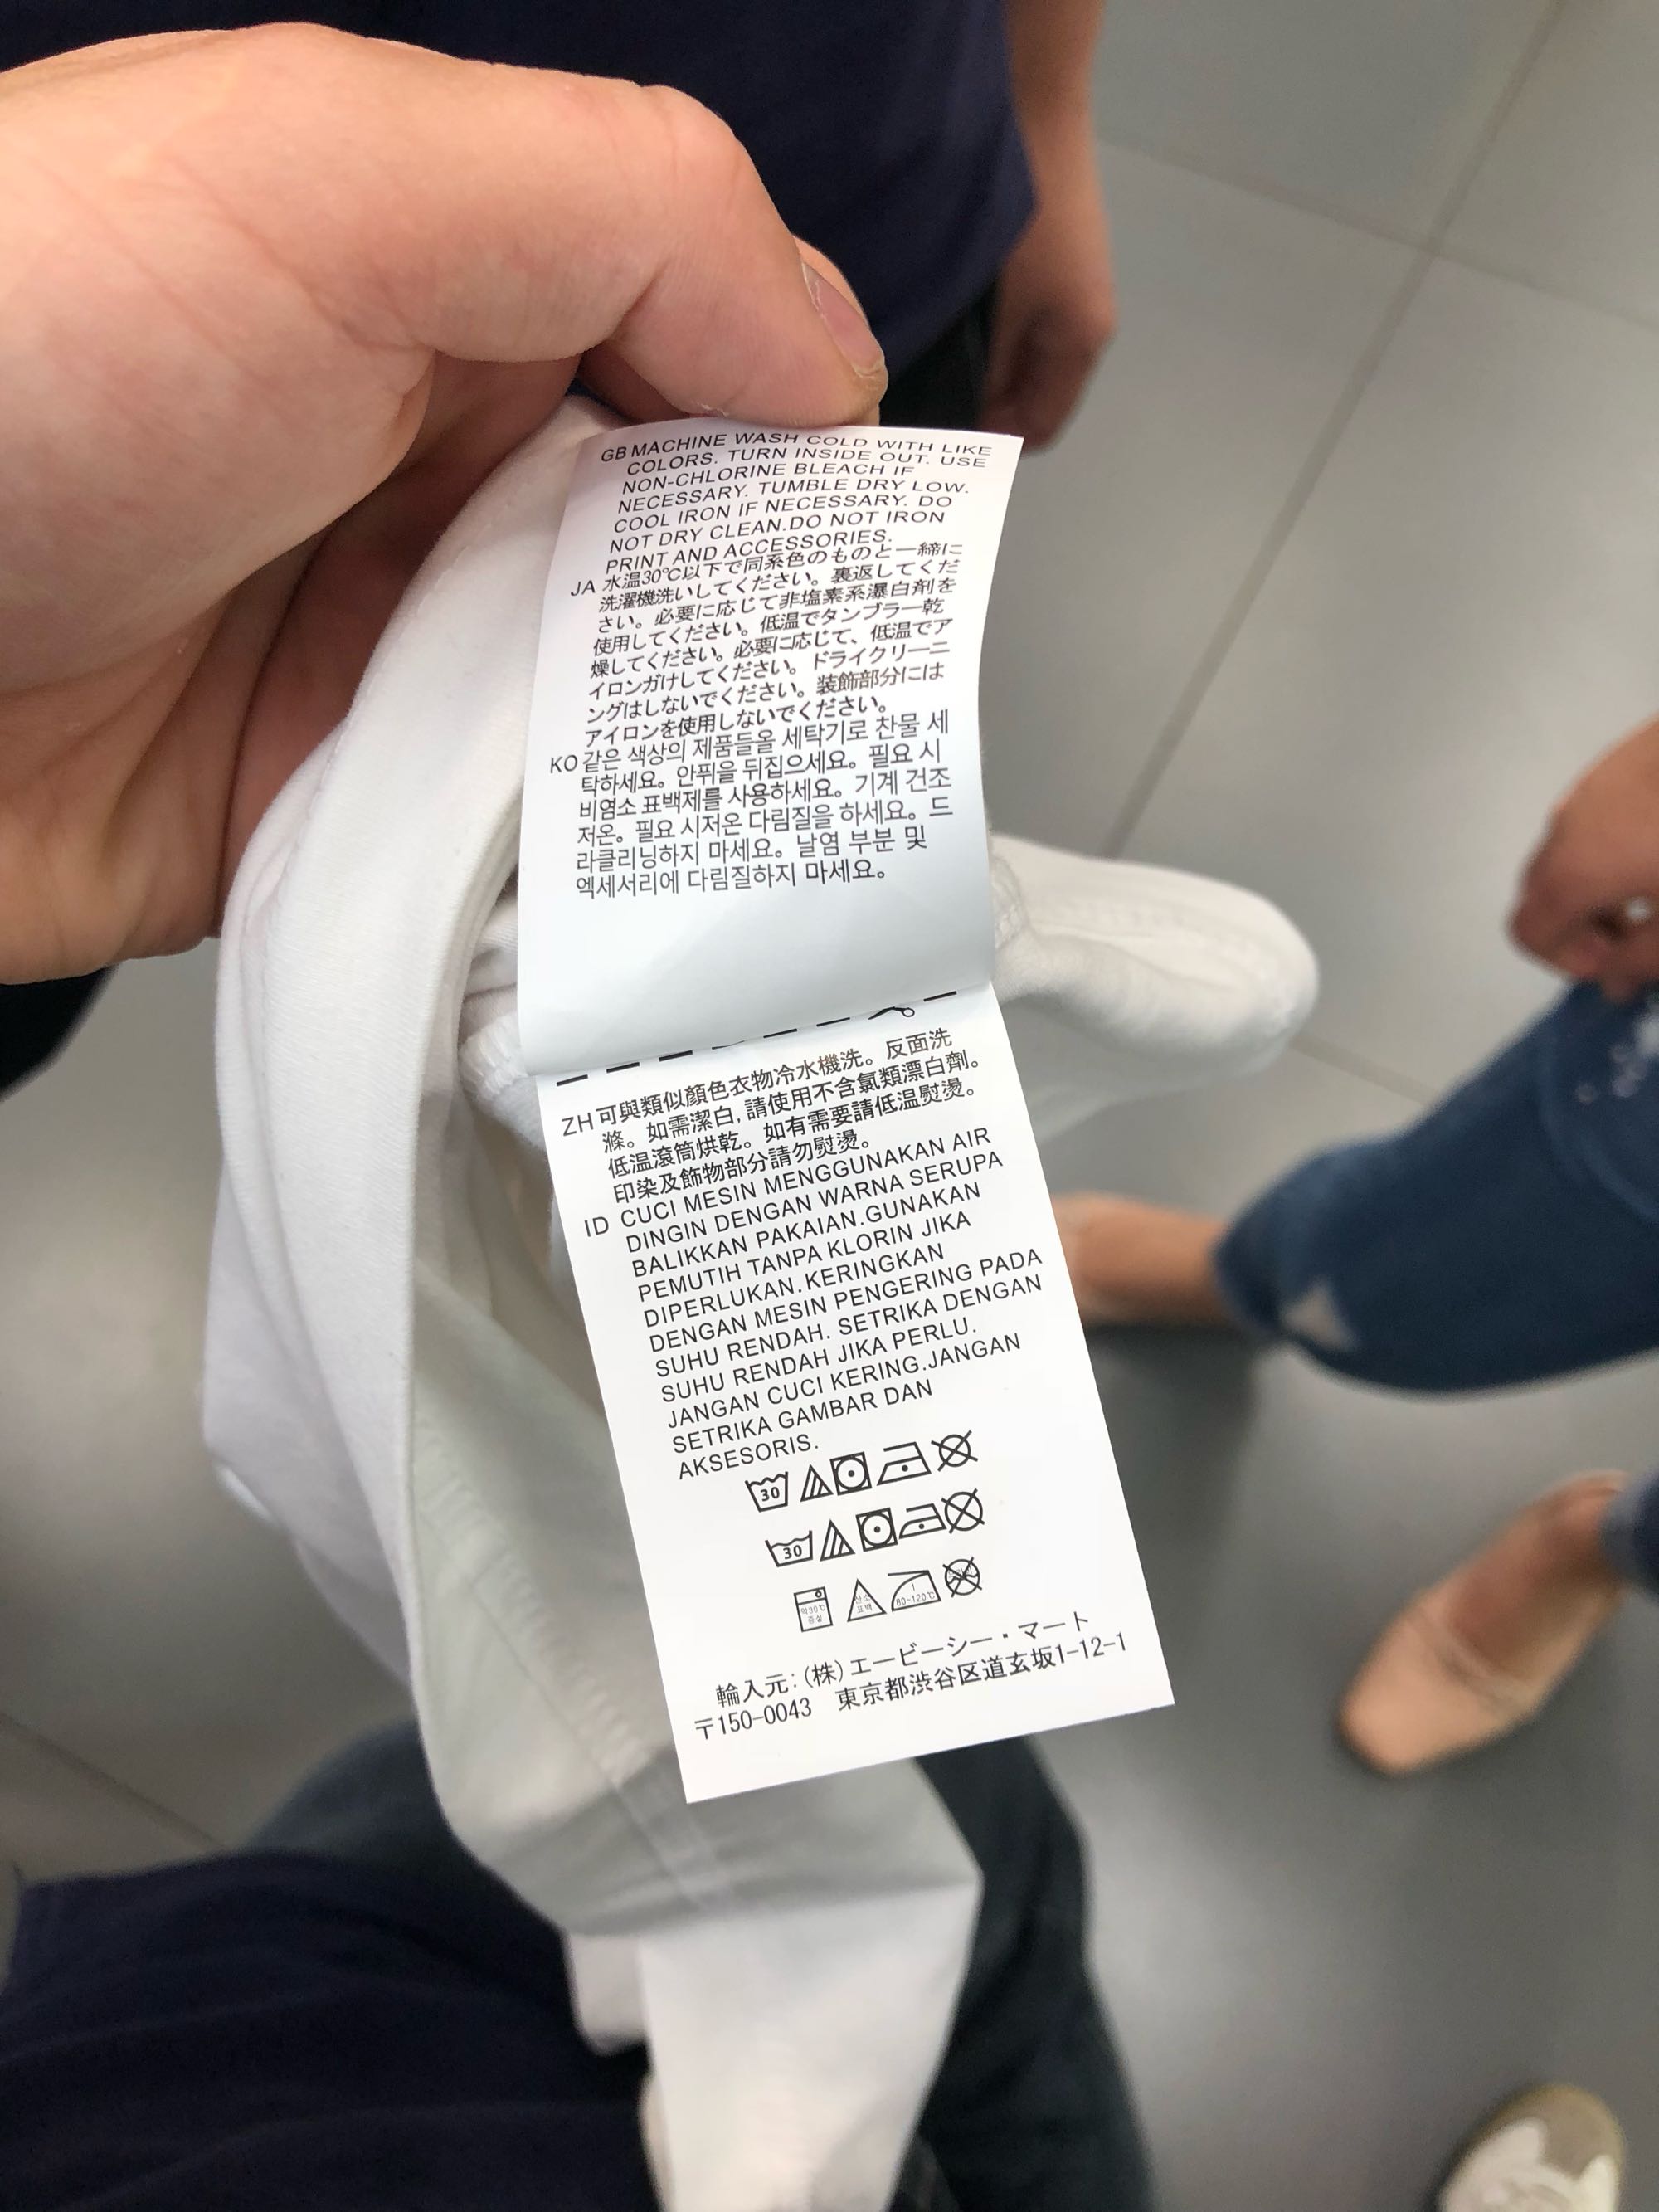 GB MACHINE WASH COLD WITH LIKE
COLORS. TURN INSIDE OUT. USE
NON-CHLORINE BLEACH IF
NECESSARY. TUMBLE DRY LOW.
COOL IRON IF NECESSARY. DO
NOT DRY CLEAN.DO NOT IRON
PRINT AND ACCESSORIES.
JA 水温30℃以下で同系色のものと一締に
洗濯機洗いしてください。裏返してくだ
さい。必要に応じて非塩素系瀑白剤を
使用してください。低温でタンブラー乾
燥してください。必要に応じて、低温でア
イロンガけしてください。ドライクリーニ
ングはしないでください。装飾部分には
アイロンを使用しないでください。
KO 같은 색상의 제품들올 세탁기로 찬물 세
탁하세요。안퓌을 뒤집으세요。필요 시
비염소 표백제를 사용하세요。기계 건조
저온。필요 시저온 다림질을 하세요。드
라클리닝하지 마세요。날염 부분 및
엑세서리에 다림질하지 마세요。
ZH 可與類似顏色衣物冷水機洗。反面洗
滌。如需潔白,請使用不含氯類漂白劑。
低温滾筒烘乾。如有需要請低温熨燙。
印染及飾物部分請勿熨燙。
ID CUCI MESIN MENGGUNAKAN AIR
DINGIN DENGAN WARNA SERUPA
BALIKKAN PAKAIAN.GUNAKAN
PEMUTIH TANPA KLORIN JIKA
DIPERLUKAN.KERINGKAN
DENGAN MESIN PENGERING PADA
SUHU RENDAH. SETRIKA DENGAN
SUHU RENDAH JIKA PERLU.
JANGAN CUCI KERING.JANGAN
SETRIKA GAMBAR DAN
AKSESORIS.
30
30
약30℃ 중실 산소 표백 1 80-120℃
輸入元:(株)エービーシー・マート
〒150-0043 東京都渋谷区道玄坂1-12-1